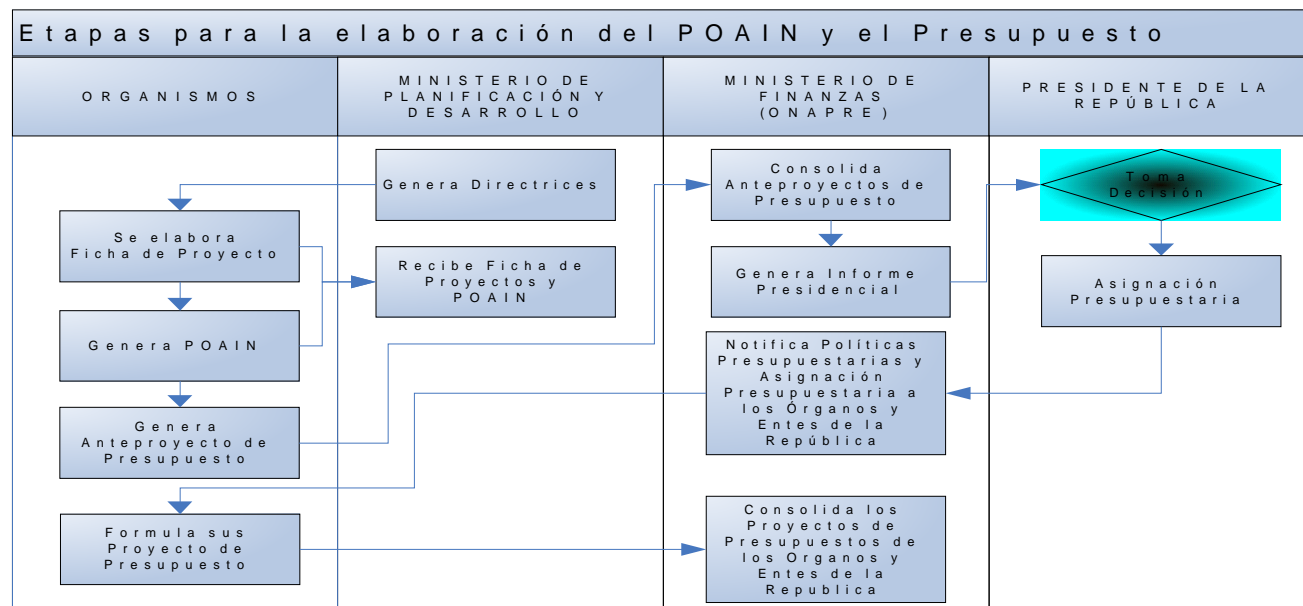 Etapas para la elaboración del POAIN y el Presupuesto
ORGANISMOS
MINISTERIO DE
PLANIFICACIÓN Y
DESARROLLO
MINISTERIO DE
FINANZAS
(ONAPRE)
PRESIDENTE DE LA
REPÚBLICA
Genera Directrices
Consolida
Anteproyectos de
Presupuesto
Toma
Decisión
Se elabora
Ficha de Proyecto
Recibe Ficha de
Proyectos y
POAIN
Genera Informe
Presidencial
Asignación
Presupuestaria
Genera POAIN
Notifica Políticas
Presupuestarias y
Asignación
Presupuestaria a
los Órganos y
Entes de la
República
Genera
Anteproyecto de
Presupuesto
Formula sus
Proyecto de
Presupuesto
Consolida los
Proyectos de
Presupuestos de
los Organos y
Entes de la
Republica